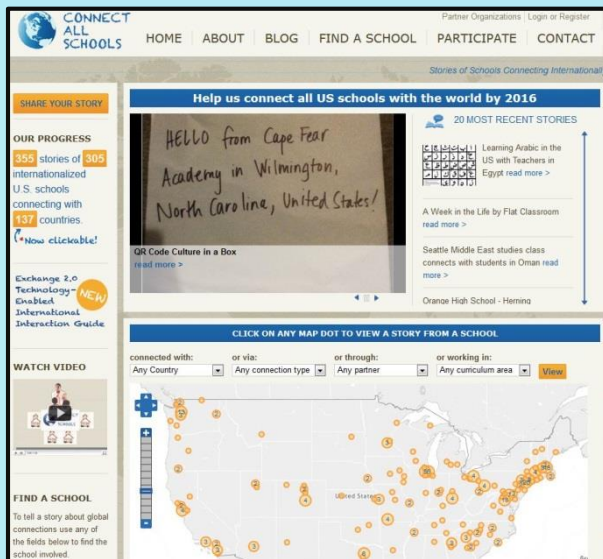 CONNECT
ALL
SCHOOLS
Partner Organizations | Login or Register
HOME ABOUT BLOG FIND A SCHOOL PARTICIPATE CONTACT
Stories of Schools Connecting Internationall
SHARE YOUR STORY
OUR PROGRESS
355 stories of 305
internationalized
U.S. schools
connecting with
137 countries.
Now clickable!
Exchange 2.0
Technology-
Enabled
International
Interaction Guide
NEW
WATCH VIDEO
CONNECT
SCHOOLS
FIND A SCHOOL
To tell a story about global
connections use any of
the fields below to find the
school involved.
Help us connect all US schools with the world by 2016
HELLO from Cape Fear
Academy in Wilmington,
North Carolina, United States!
QR Code Culture in a Box
read more >
20 MOST RECENT STORIES
Learning Arabic in the
US with Teachers in
Egypt read more >
A Week in the Life by Flat Classroom
read more >
Seattle Middle East studies class
connects with students in Oman read
more >
Orange High School - Herning
CLICK ON ANY MAP DOT TO VIEW A STORY FROM A SCHOOL
connected with: or via: or through: or working in:
Any Country Any connection type Any partner Any curriculum area View
United States